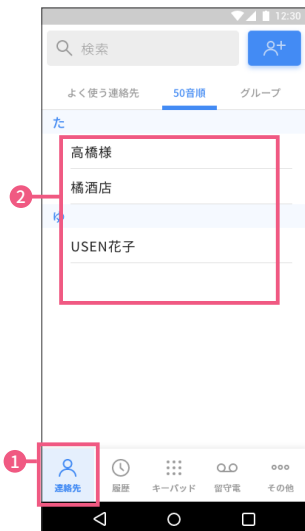 12:30
検索
よく使う連絡先 50音順 グループ
た
高橋様
橘酒店
2
ゆ
USEN花子
1
連絡先 履歴 キーパッド 留守電 その他